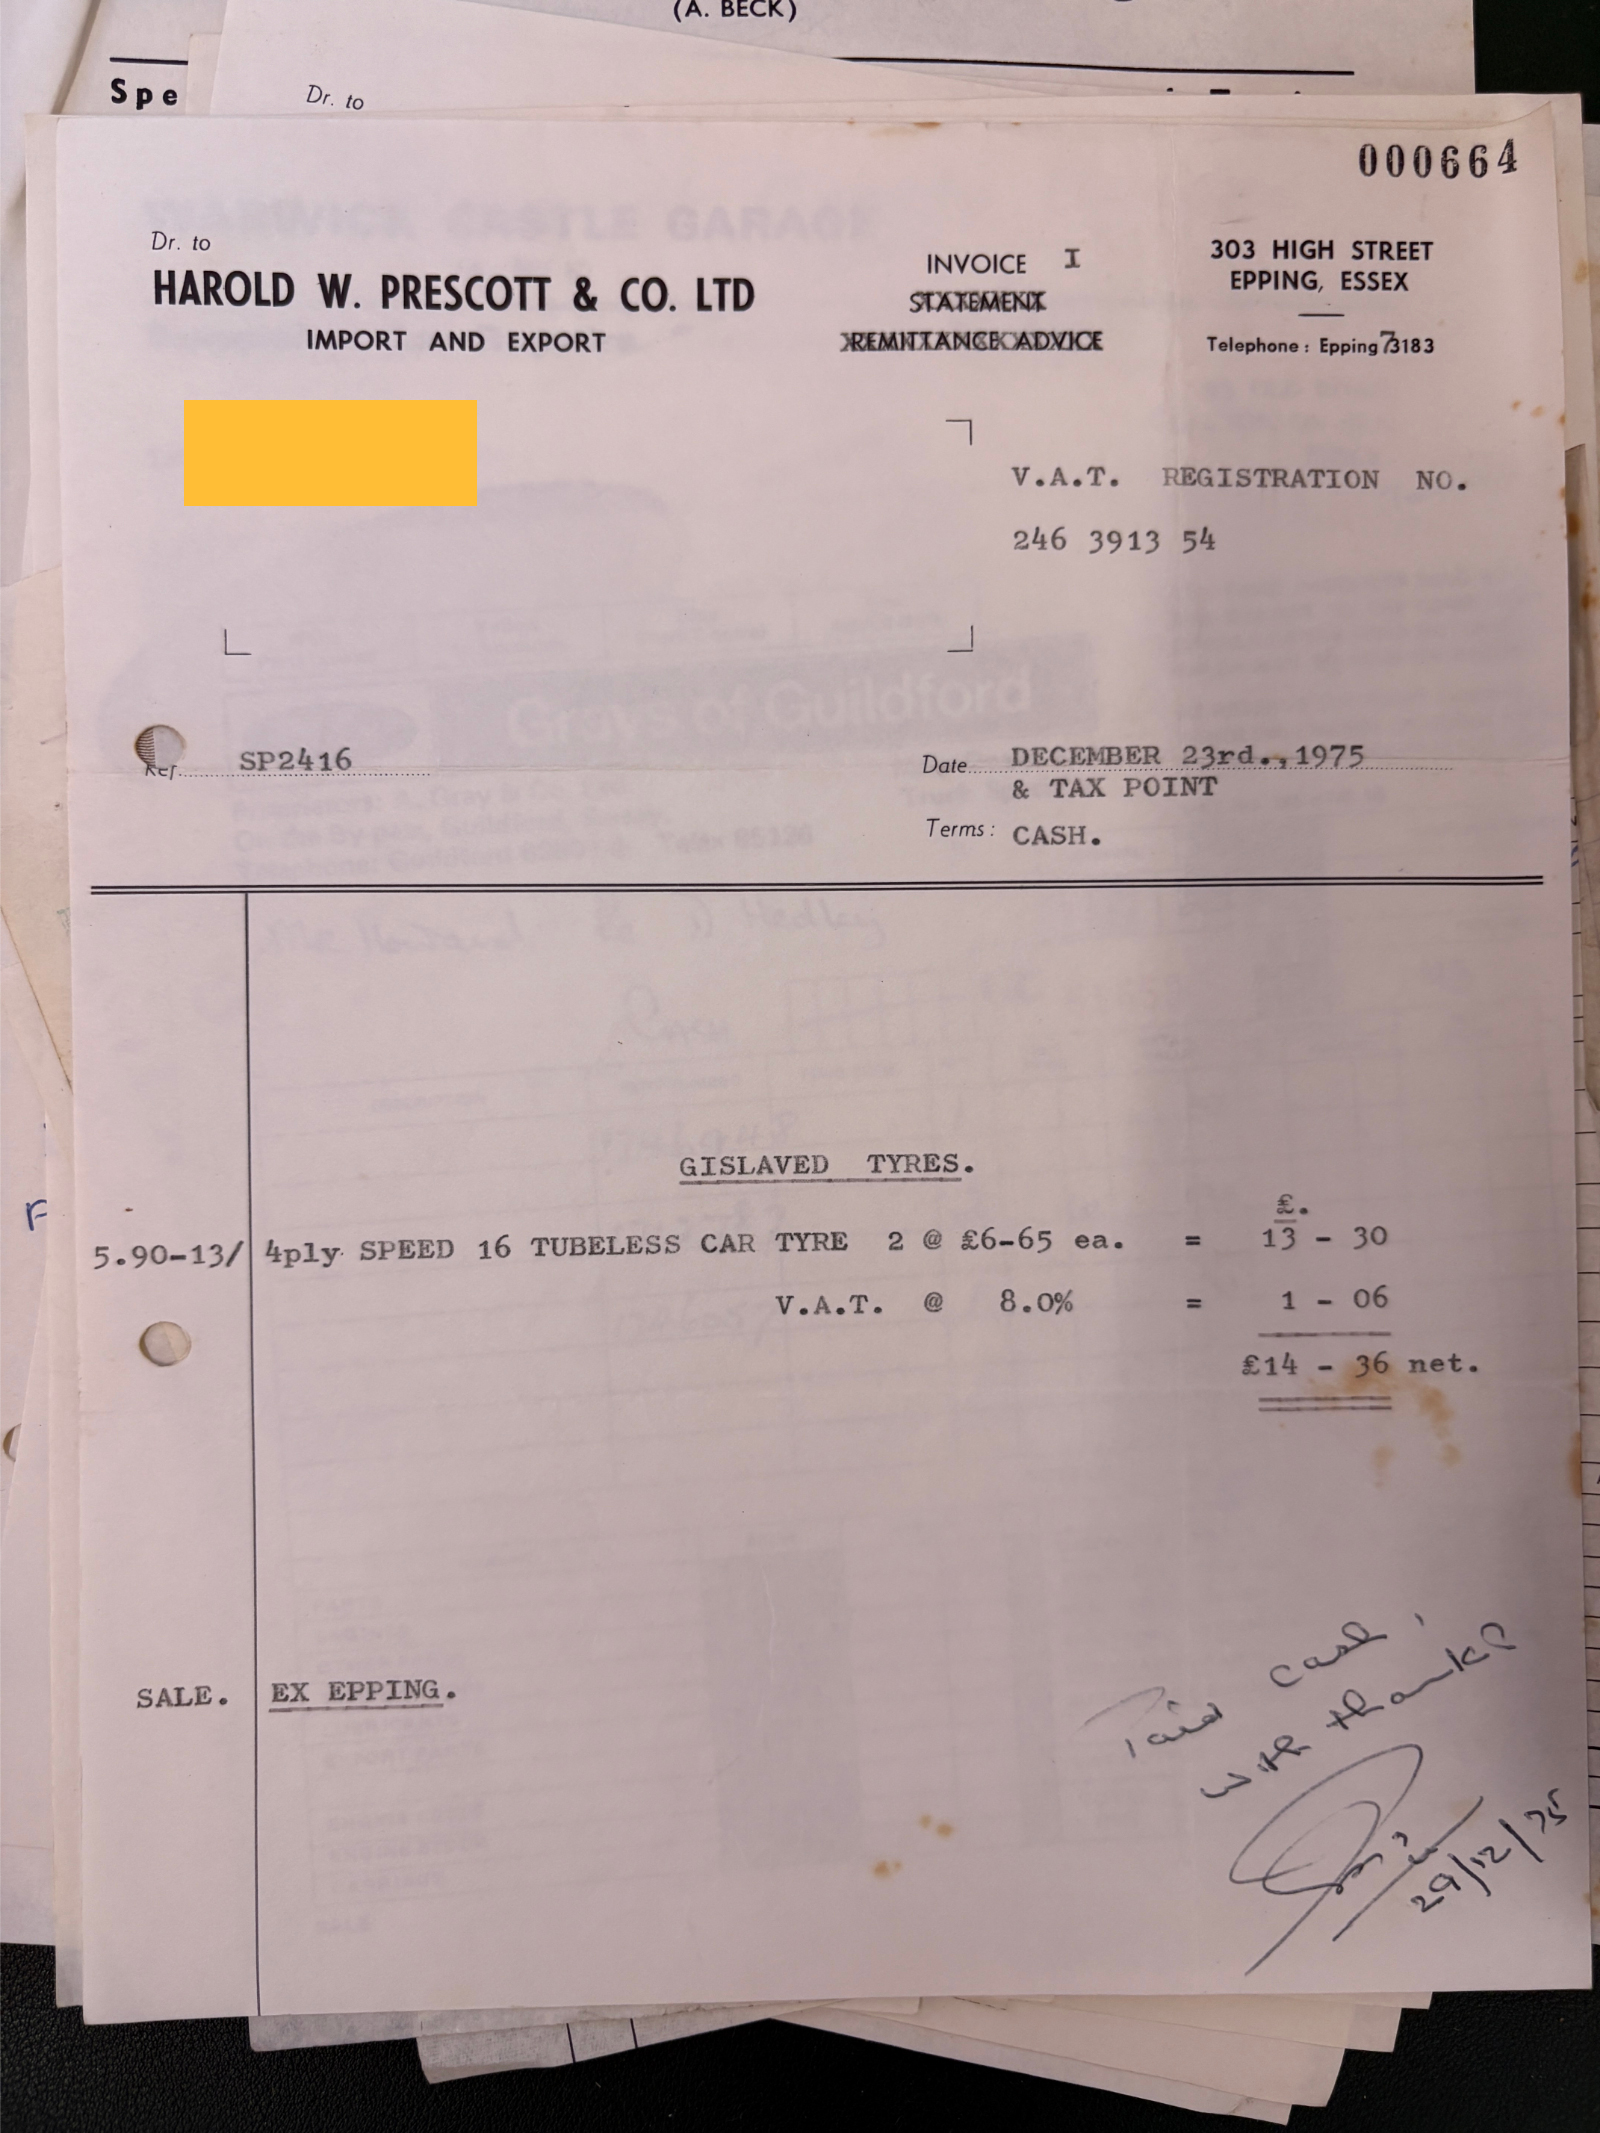 (A. BECK)
Spe
Dr. to
000664
Dr. to
HAROLD W. PRESCOTT & CO. LTD
IMPORT AND EXPORT
INVOICE I
STATEMENT
REMITTANCE ADVICE
303 HIGH STREET
EPPING, ESSEX
Telephone : Epping 73183
V.A.T. REGISTRATION NO.
246 3913 54
Grays of Guildford
Ref. SP2416
Date DECEMBER 23rd., 1975
& TAX POINT
Terms: CASH.
GISLAVED TYRES.
£.
5.90-13/ 4ply SPEED 16 TUBELESS CAR TYRE 2 @ £6-65 ea. = 13 - 30
V.A.T. @ 8.0% = 1 - 06
£14 - 36 net.
SALE. EX EPPING.
Paid cash
with thanks
29/12/75